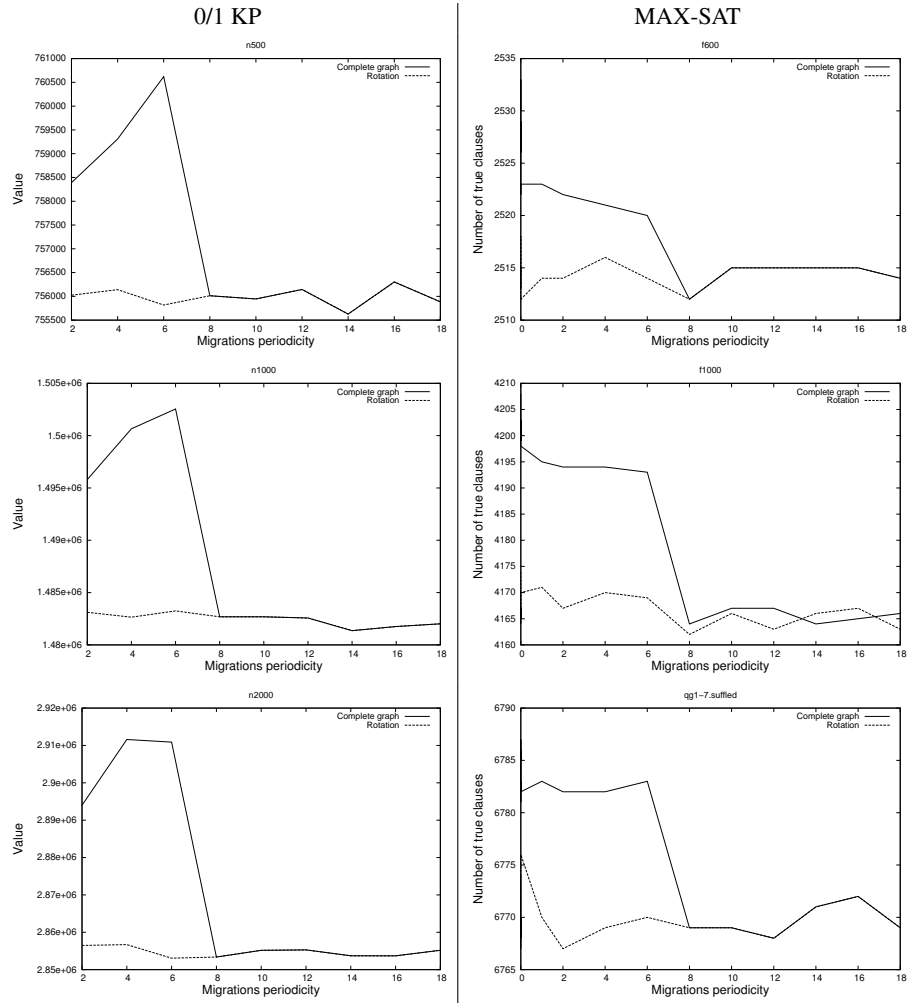 0/1 KP
MAX-SAT
n500
Complete graph
Rotation
761000
760500
760000
759500
759000
758500
758000
757500
757000
756500
756000
755500
Value
2 4 6 8 10 12 14 16 18
Migrations periodicity
f600
Complete graph
Rotation
2535
2530
2525
2520
2515
2510
Number of true clauses
0 2 4 6 8 10 12 14 16 18
Migrations periodicity
n1000
Complete graph
Rotation
1.505e+06
1.5e+06
1.495e+06
1.49e+06
1.485e+06
1.48e+06
Value
2 4 6 8 10 12 14 16 18
Migrations periodicity
f1000
Complete graph
Rotation
4210
4205
4200
4195
4190
4185
4180
4175
4170
4165
4160
Number of true clauses
0 2 4 6 8 10 12 14 16 18
Migrations periodicity
n2000
Complete graph
Rotation
2.92e+06
2.91e+06
2.9e+06
2.89e+06
2.88e+06
2.87e+06
2.86e+06
2.85e+06
Value
2 4 6 8 10 12 14 16 18
Migrations periodicity
qg1-7.suffled
Complete graph
Rotation
6790
6785
6780
6775
6770
6765
Number of true clauses
0 2 4 6 8 10 12 14 16 18
Migrations periodicity